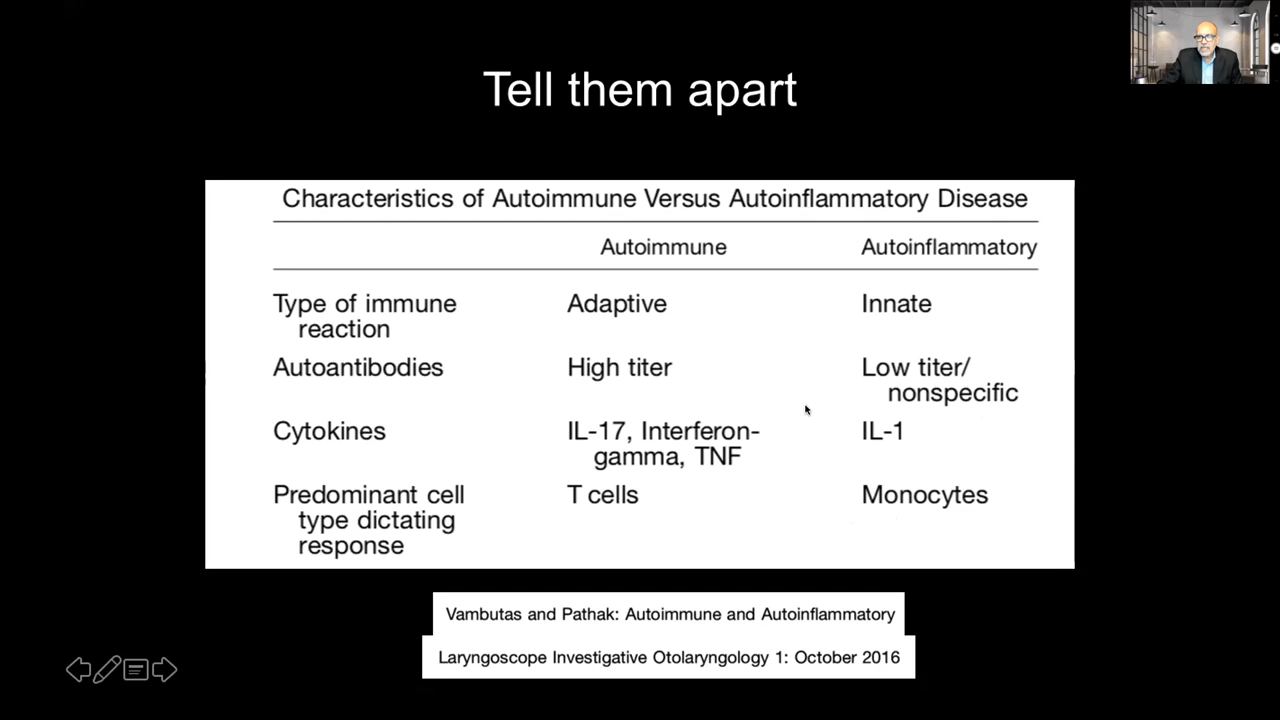 Tell them apart
Characteristics of Autoimmune Versus Autoinflammatory Disease
Autoimmune Autoinflammatory
Type of immune Adaptive Innate
reaction
Autoantibodies High titer Low titer/
nonspecific
Cytokines IL-17, Interferon- IL-1
gamma, TNF
Predominant cell T cells Monocytes
type dictating
response
Vambutas and Pathak: Autoimmune and Autoinflammatory
Laryngoscope Investigative Otolaryngology 1: October 2016